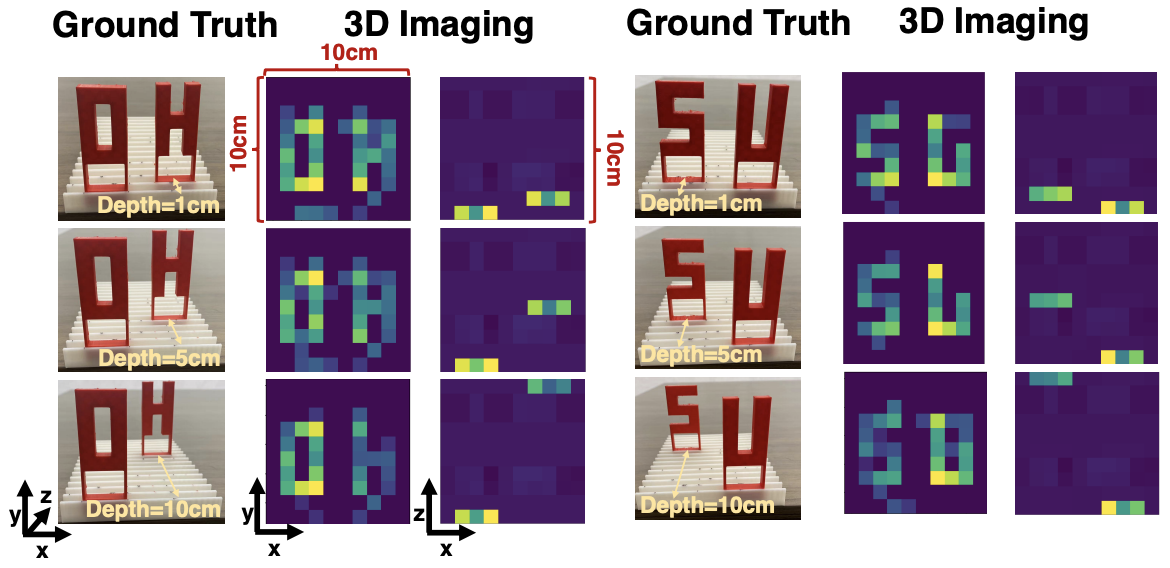 Ground Truth 3D Imaging Ground Truth 3D Imaging
10cm
10cm
10cm
O H
S U
Depth=1cm
Depth=1cm
O H
S U
Depth=5cm
Depth=5cm
O H
S U
Depth=10cm
Depth=10cm
y z x
y x
z x